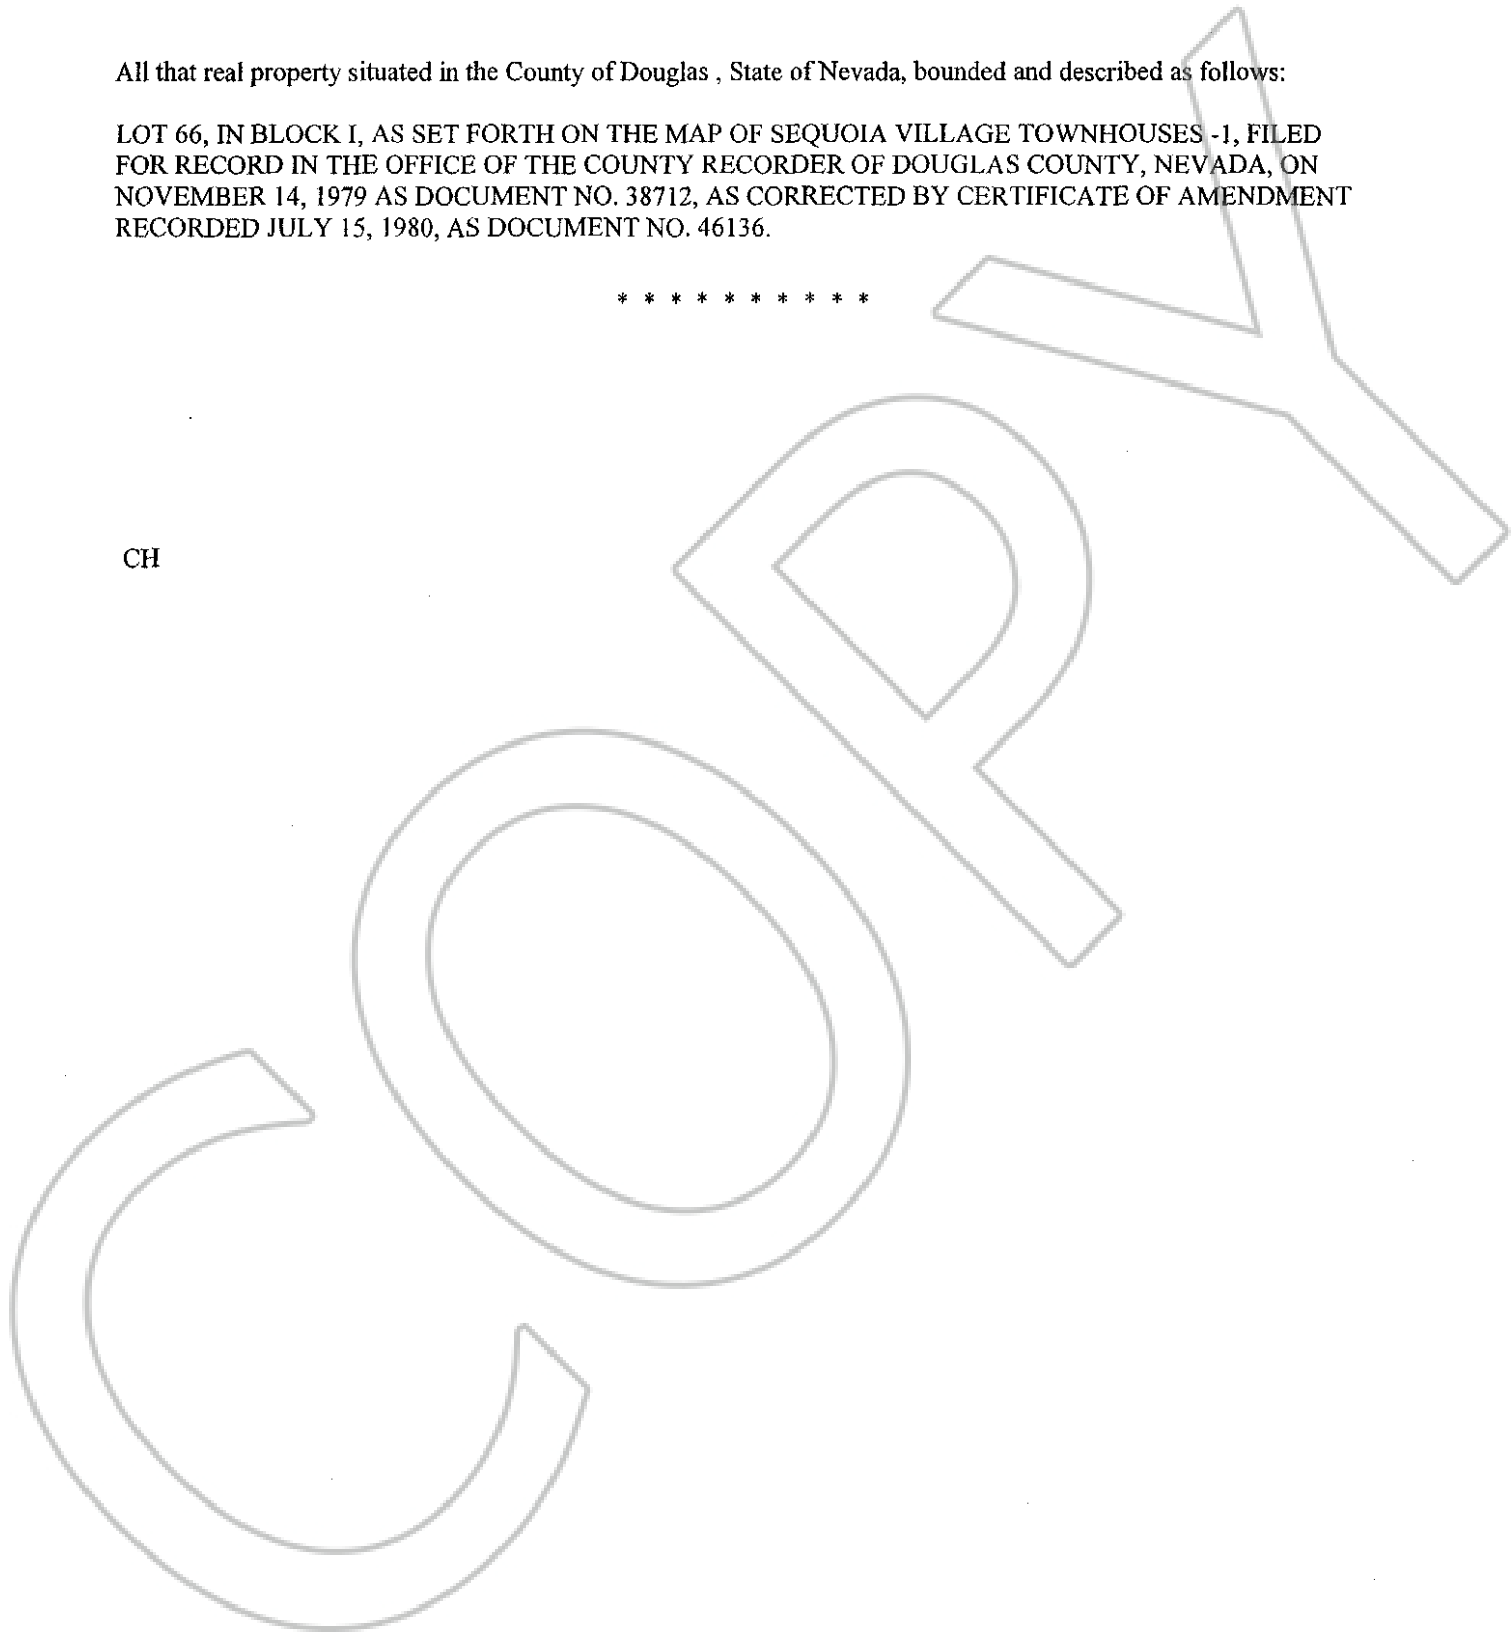 All that real property situated in the County of Douglas , State of Nevada, bounded and described as follows:
LOT 66, IN BLOCK I, AS SET FORTH ON THE MAP OF SEQUOIA VILLAGE TOWNHOUSES -1, FILED
FOR RECORD IN THE OFFICE OF THE COUNTY RECORDER OF DOUGLAS COUNTY, NEVADA, ON
NOVEMBER 14, 1979 AS DOCUMENT NO. 38712, AS CORRECTED BY CERTIFICATE OF AMENDMENT
RECORDED JULY 15, 1980, AS DOCUMENT NO. 46136.
* * * * * * * * * *
CH
COPY